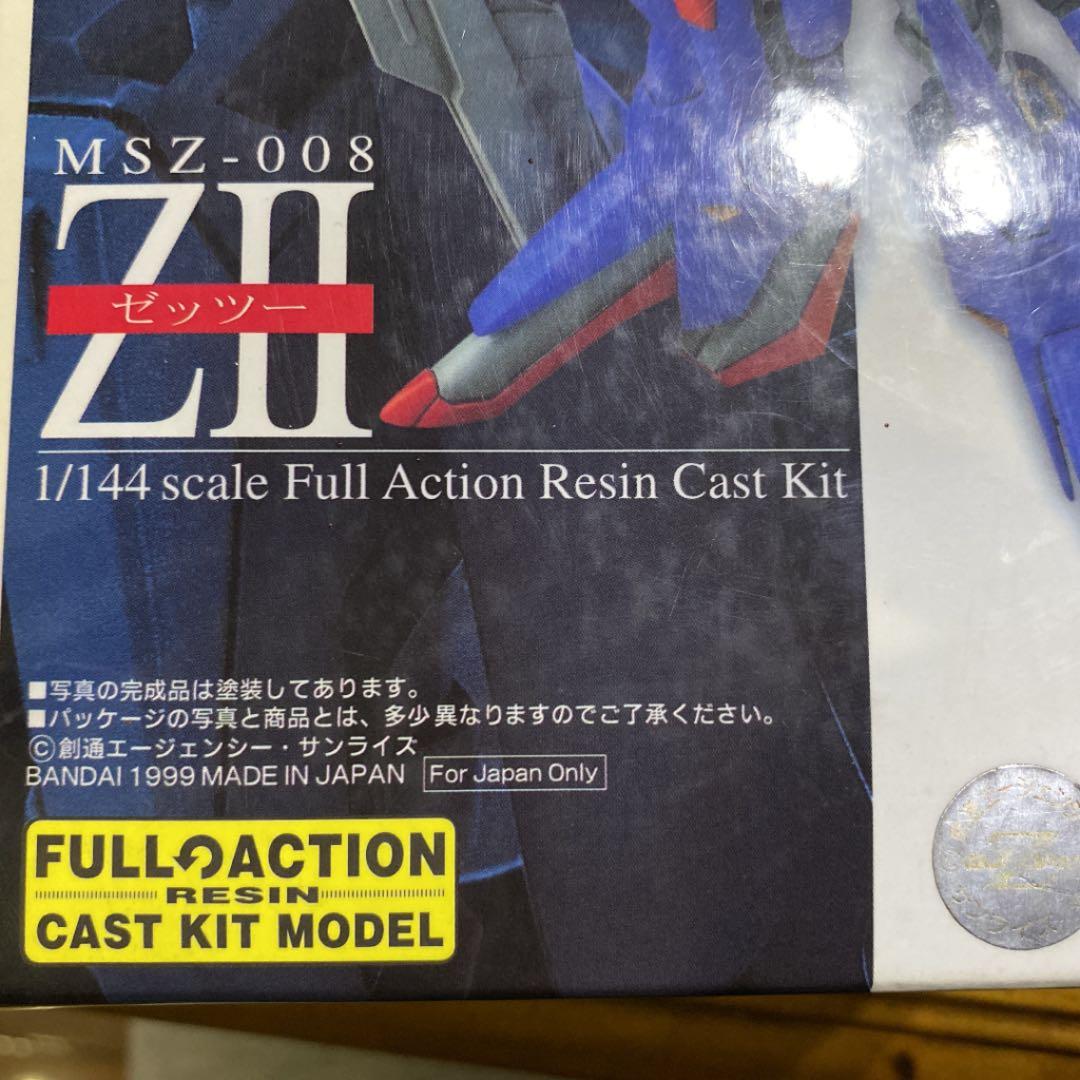 MSZ-008
ZII
ゼッツー
1/144 scale Full Action Resin Cast Kit
■写真の完成品は塗装してあります。
■パッケージの写真と商品とは、多少異なりますのでご了承ください。
©創通エージェンシー・サンライズ
BANDAI 1999 MADE IN JAPAN For Japan Only
FULL ACTION
RESIN
CAST KIT MODEL